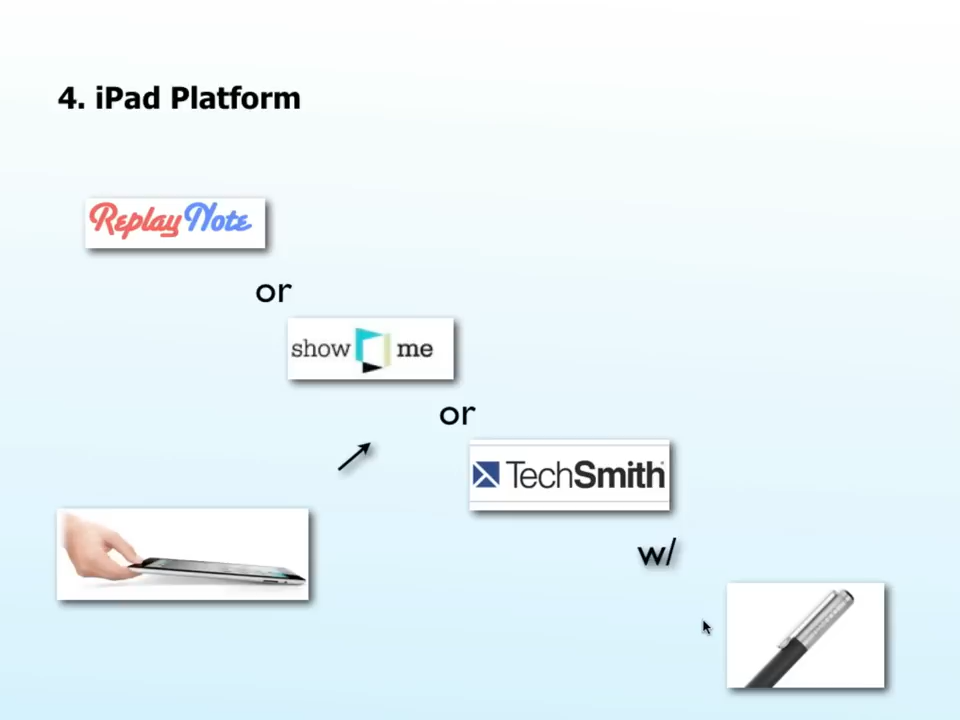 4. iPad Platform
ReplayNote
or
show me
or
TechSmith
w/